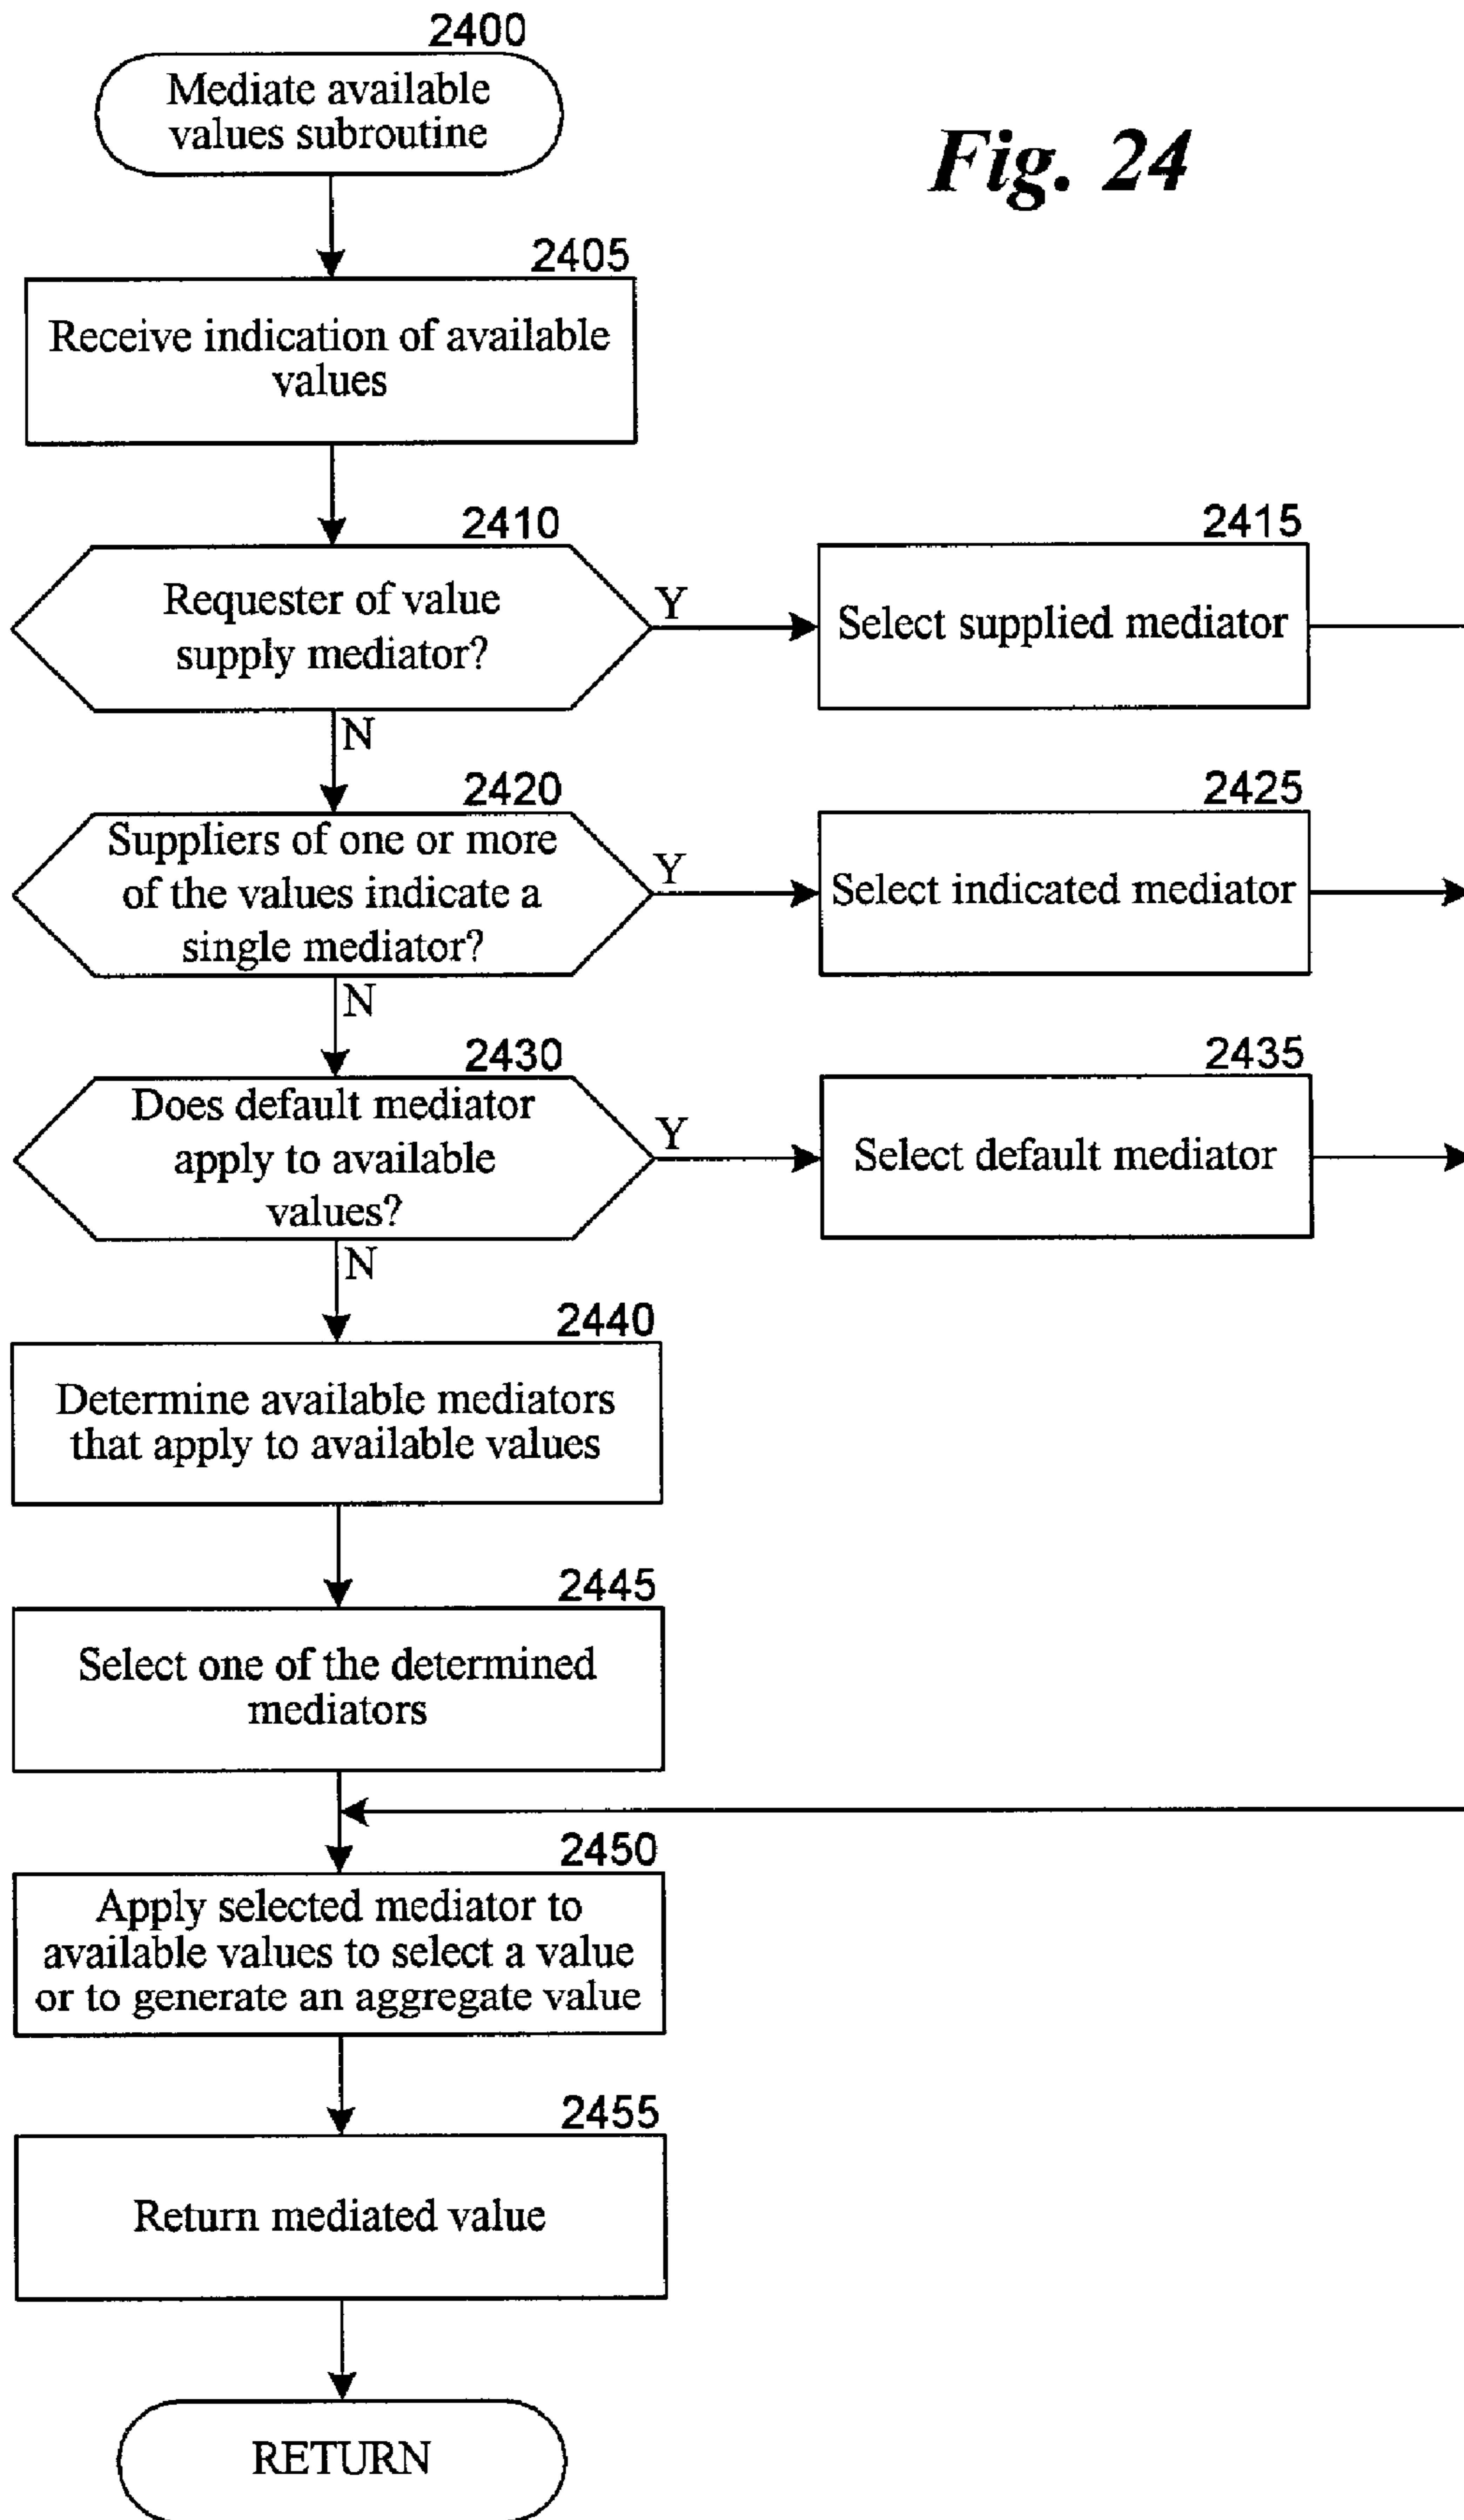 2400
Mediate available
values subroutine
Fig. 24
2405
Receive indication of available
values
2410
Requester of value
supply mediator?
Y
2415
Select supplied mediator
N
2420
Suppliers of one or more
of the values indicate a
single mediator?
Y
2425
Select indicated mediator
N
2430
Does default mediator
apply to available
values?
Y
2435
Select default mediator
N
2440
Determine available mediators
that apply to available values
2445
Select one of the determined
mediators
2450
Apply selected mediator to
available values to select a value
or to generate an aggregate value
2455
Return mediated value
RETURN